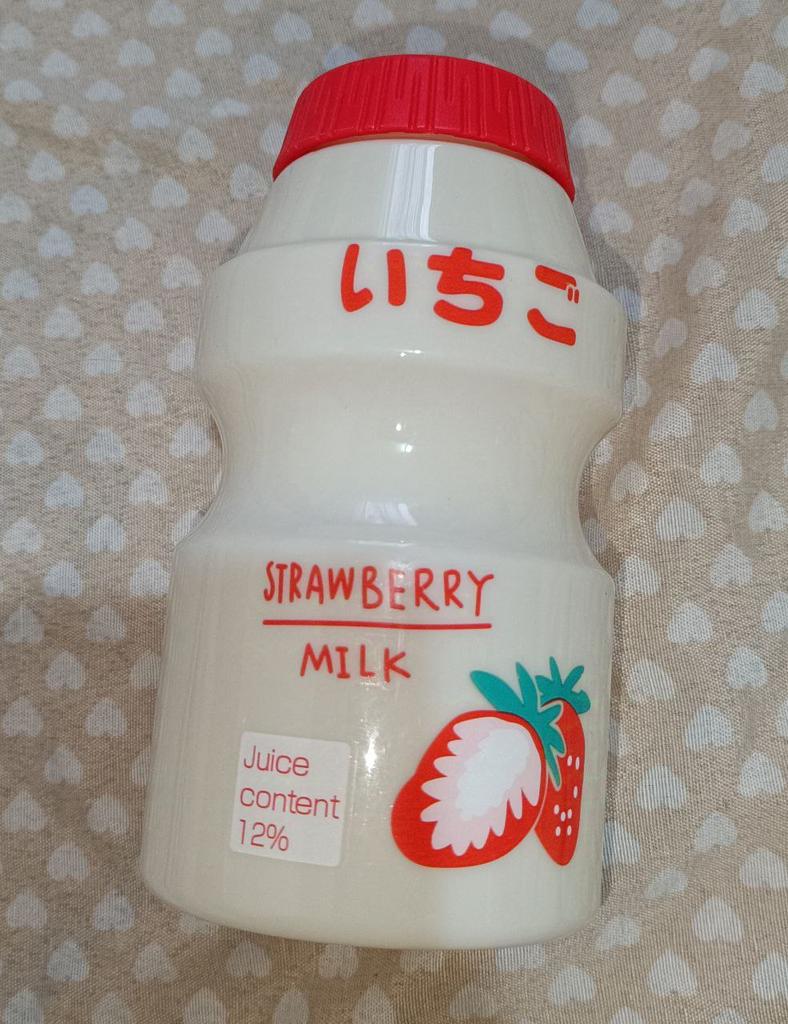 いちご
STRAWBERRY
MILK
Juice
content
12%